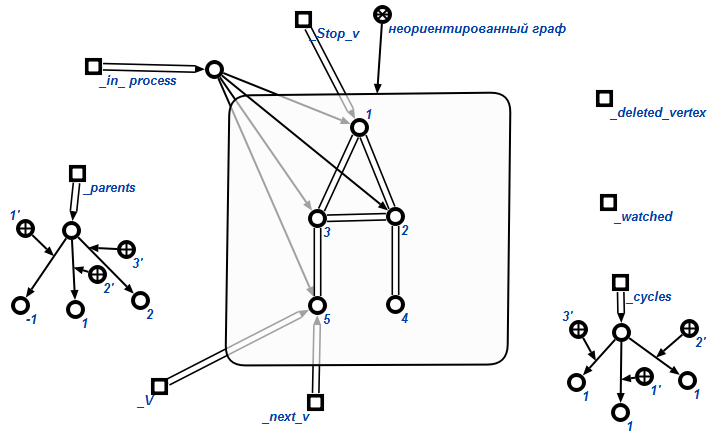 _Stop_v
неориентированный граф
_in_ process
_deleted_vertex
1
_parents
1'
3'
2'
-1
1
2
3
2
_watched
5
4
_cycles
3'
2'
1'
1
1
1
_V
_next_v